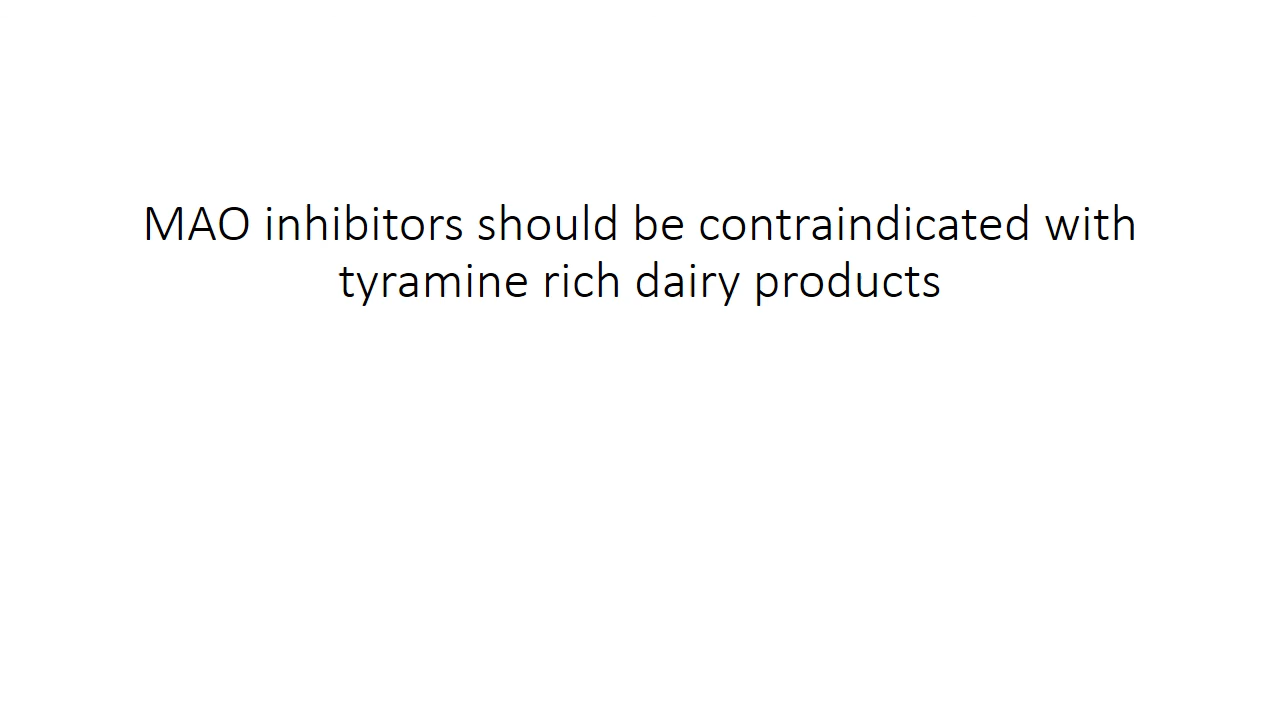 MAO inhibitors should be contraindicated with
tyramine rich dairy products